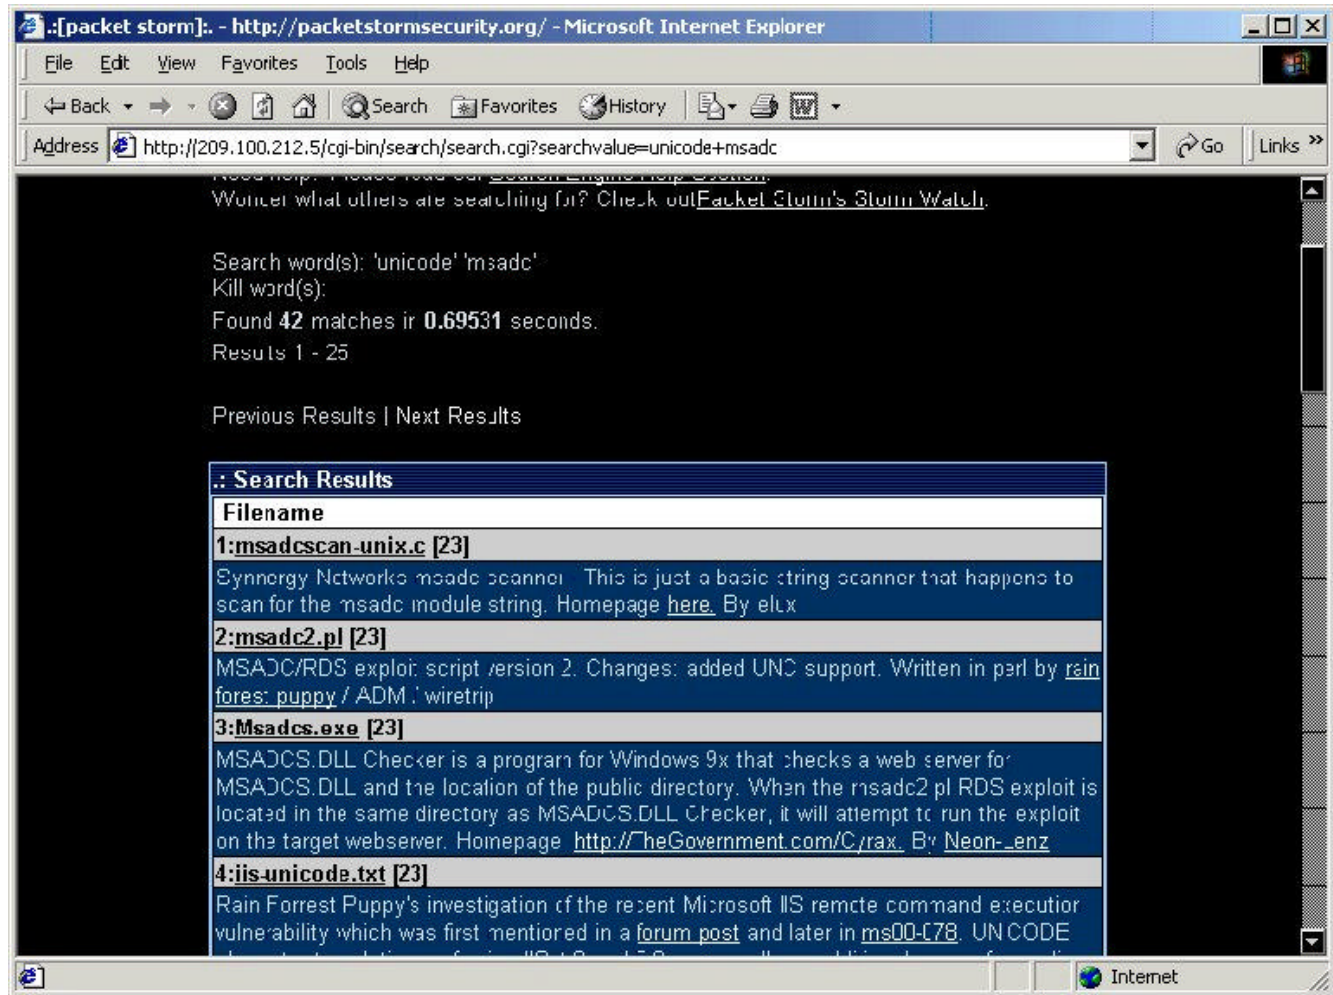 .:[packet storm]:. - http://packetstormsecurity.org/ - Microsoft Internet Explorer
File Edit View Favorites Tools Help
Back Search Favorites History
Address http://209.100.212.5/cgi-bin/search/search.cgi?searchvalue=unicode+msadc Go Links »
Need help? Please read our Search Engine Help Section.
Wonder what others are searching for? Check out Packet Storm's Storm Watch.
Search word(s): 'unicode' 'msadc'
Kill word(s):
Found 42 matches in 0.69531 seconds.
Results 1 - 25
Previous Results | Next Results
.: Search Results
Filename
1:msadcscan-unix.c [23]
Synnergy Networks msadc scanner. This is just a basic string scanner that happens to
scan for the msadc module string. Homepage here. By elux
2:msadc2.pl [23]
MSADC/RDS exploit script version 2. Changes: added UNC support. Written in perl by rain
forest puppy / ADM / wiretrip
3:Msadcs.exe [23]
MSADCS.DLL Checker is a program for Windows 9x that checks a web server for
MSADCS.DLL and the location of the public directory. When the msadc2.pl RDS exploit is
located in the same directory as MSADCS.DLL Checker, it will attempt to run the exploit
on the target webserver. Homepage http://TheGovernment.com/Cyrax. By Neon-Lenz
4:iis-unicode.txt [23]
Rain Forrest Puppy's investigation of the recent Microsoft IIS remote command execution
vulnerability which was first mentioned in a forum post and later in ms00-078. UNICODE
Internet